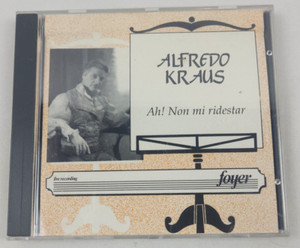 ALFREDO
KRAUS
Ah! Non mi ridestar
live recording
foyer